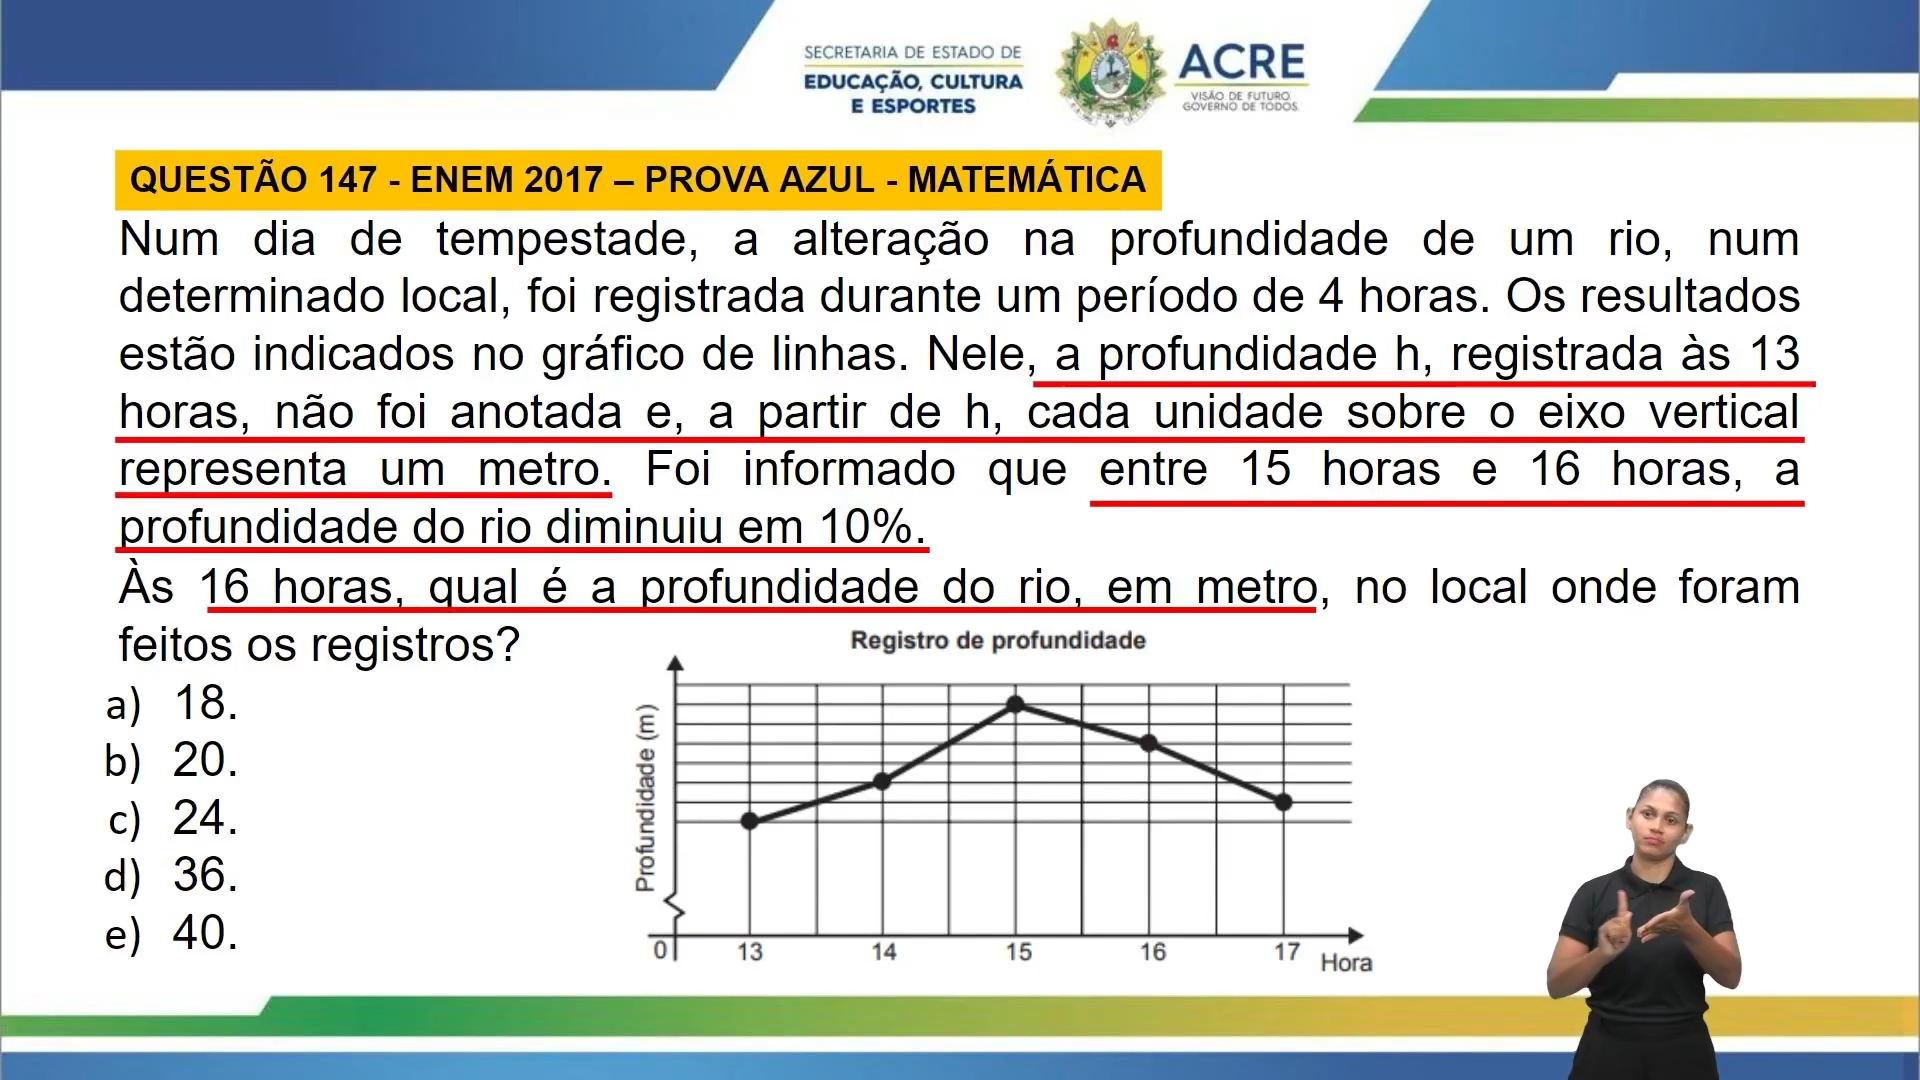 SECRETARIA DE ESTADO DE
EDUCAÇÃO, CULTURA
E ESPORTES
ACRE
VISÃO DE FUTURO.
GOVERNO DE TODOS.
QUESTÃO 147 - ENEM 2017 – PROVA AZUL - MATEMÁTICA
Num dia de tempestade, a alteração na profundidade de um rio, num
determinado local, foi registrada durante um período de 4 horas. Os resultados
estão indicados no gráfico de linhas. Nele, a profundidade h, registrada às 13
horas, não foi anotada e, a partir de h, cada unidade sobre o eixo vertical
representa um metro. Foi informado que entre 15 horas e 16 horas, a
profundidade do rio diminuiu em 10%.
Às 16 horas, qual é a profundidade do rio, em metro, no local onde foram
feitos os registros?
a) 18.
b) 20.
c) 24.
d) 36.
e) 40.
Registro de profundidade
Profundidade (m)
0 13 14 15 16 17
Hora